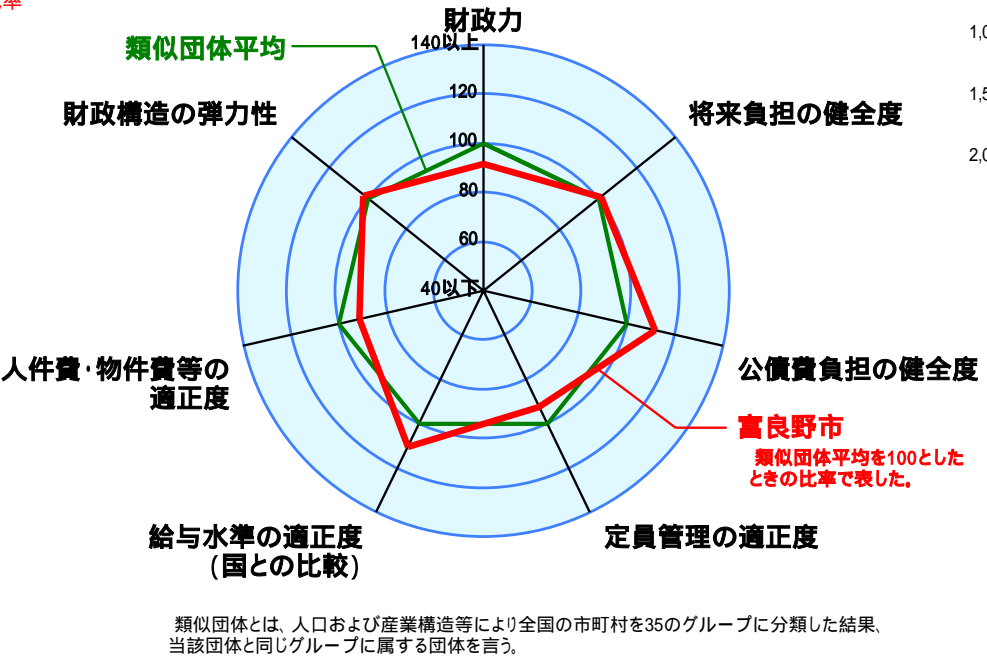 率
財政力
類似団体平均
140以上
1,0
120
1,5
財政構造の弾力性
将来負担の健全度
100
2,0
80
60
40以下
人件費・物件費等の
適正度
公債費負担の健全度
富良野市
類似団体平均を100とした
ときの比率で表した。
給与水準の適正度
(国との比較)
定員管理の適正度
類似団体とは、人口および産業構造等により全国の市町村を35のグループに分類した結果、
当該団体と同じグループに属する団体を言う。